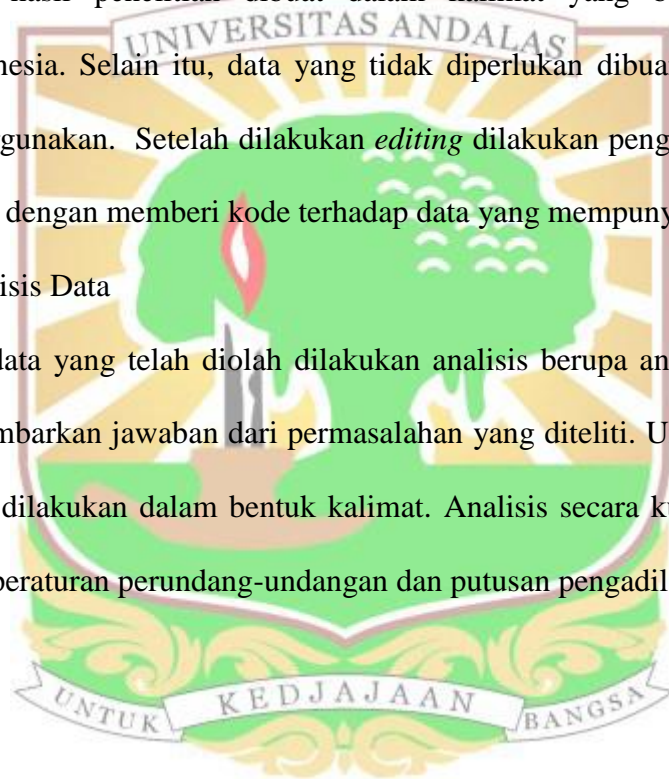 hasil penelitian dibuat dalam kalimat yang
UNIVERSITAS ANDALAS
nesia. Selain itu, data yang tidak diperlukan dibua
gunakan. Setelah dilakukan editing dilakukan peng
dengan memberi kode terhadap data yang mempuny
isis Data
data yang telah diolah dilakukan analisis berupa an
mbarkan jawaban dari permasalahan yang diteliti. U
dilakukan dalam bentuk kalimat. Analisis secara ku
peraturan perundang-undangan dan putusan pengadil
UNTUK KEDJAJAAN BANGSA